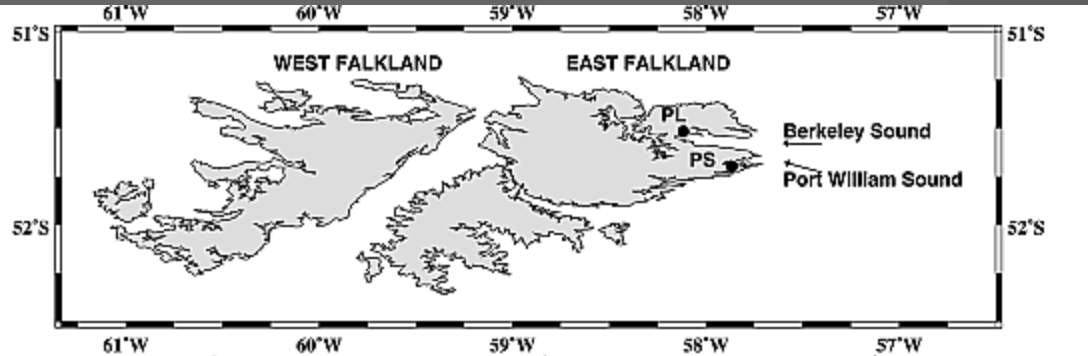 61°W 60°W 59°W 58°W 57°W
51°S 51°S
WEST FALKLAND EAST FALKLAND
PL
Berkeley Sound
PS
Port William Sound
52°S 52°S
61°W 60°W 59°W 58°W 57°W